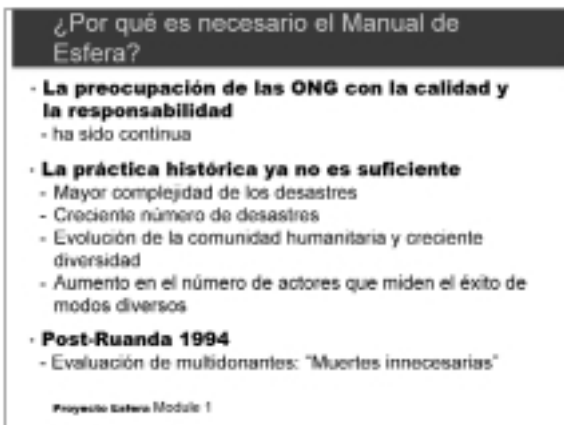 ¿Por qué es necesario el Manual de
Esfera?
· La preocupación de las ONG con la calidad y
la responsabilidad
- ha sido continua
· La práctica histórica ya no es suficiente
- Mayor complejidad de los desastres
- Creciente número de desastres
- Evolución de la comunidad humanitaria y creciente
diversidad
- Aumento en el número de actores que miden el éxito de
modos diversos
· Post-Ruanda 1994
- Evaluación de multidonantes: "Muertes innecesarias"
Proyecto Esfera Module 1